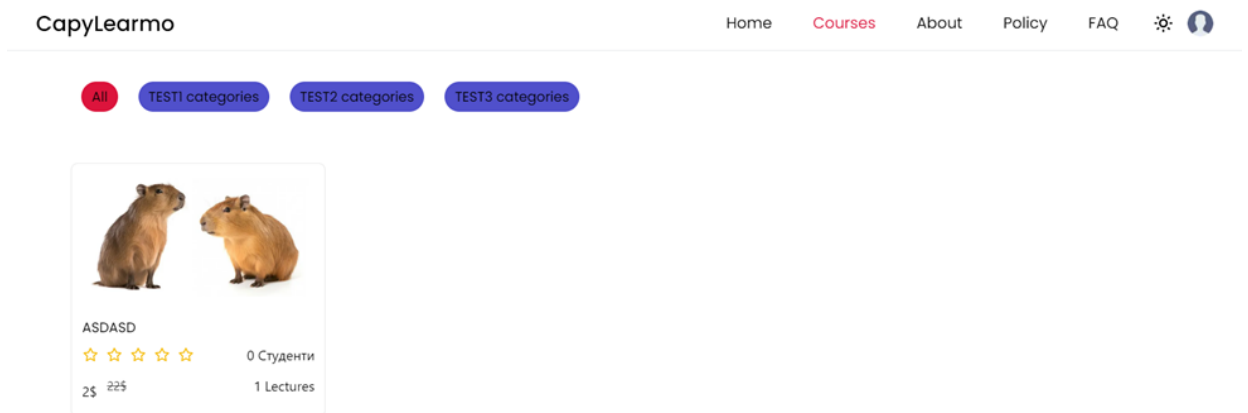 CapyLearmo Home Courses About Policy FAQ
All TEST1 categories TEST2 categories TEST3 categories
ASDASD
0 Студенти
2$ 22$ 1 Lectures